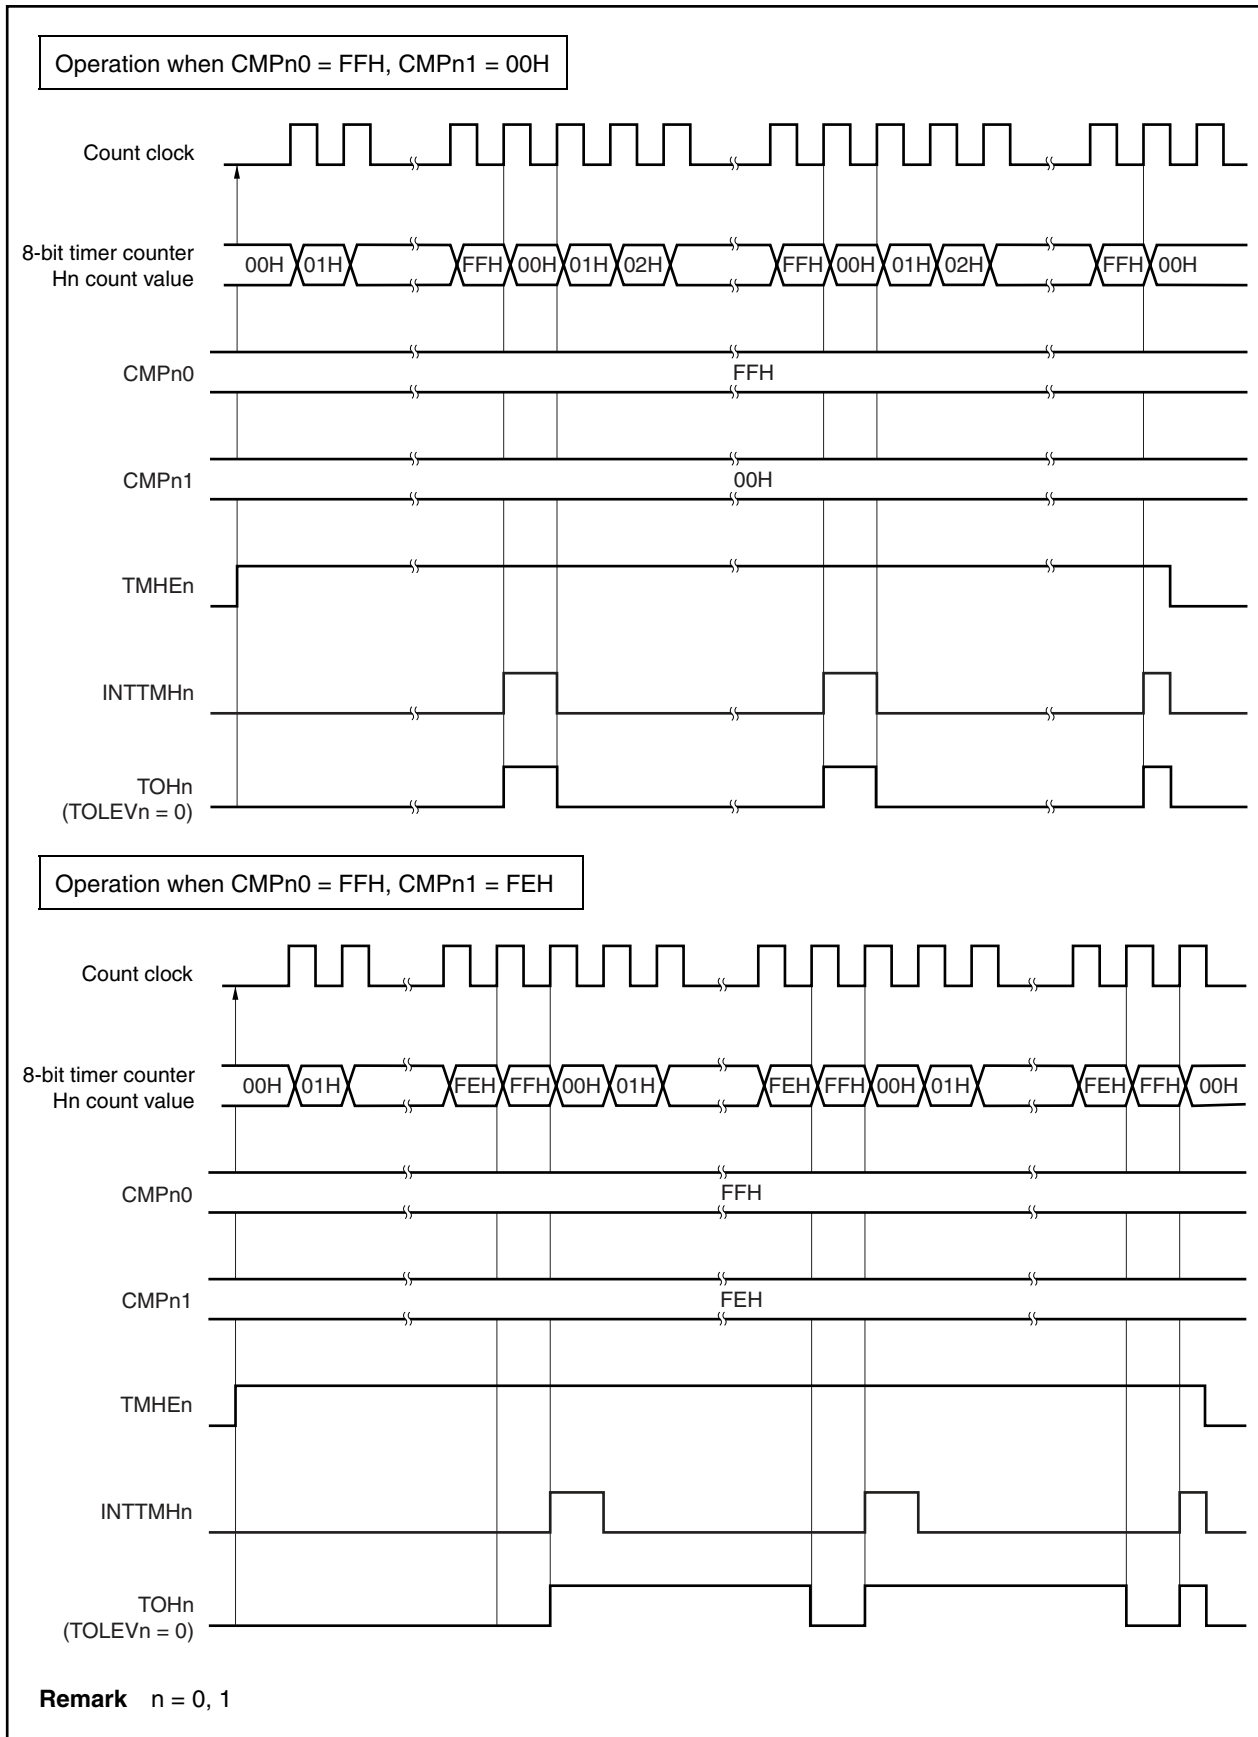 Operation when CMPn0 = FFH, CMPn1 = 00H
Count clock
8-bit timer counter
Hn count value
00H 01H FFH 00H 01H 02H FFH 00H 01H 02H FFH 00H
CMPn0
FFH
CMPn1
00H
TMHEn
INTTMHn
TOHn
(TOLEVn = 0)
Operation when CMPn0 = FFH, CMPn1 = FEH
Count clock
8-bit timer counter
Hn count value
00H 01H FEH FFH 00H 01H FEH FFH 00H 01H FEH FFH 00H
CMPn0
FFH
CMPn1
FEH
TMHEn
INTTMHn
TOHn
(TOLEVn = 0)
Remark n = 0, 1